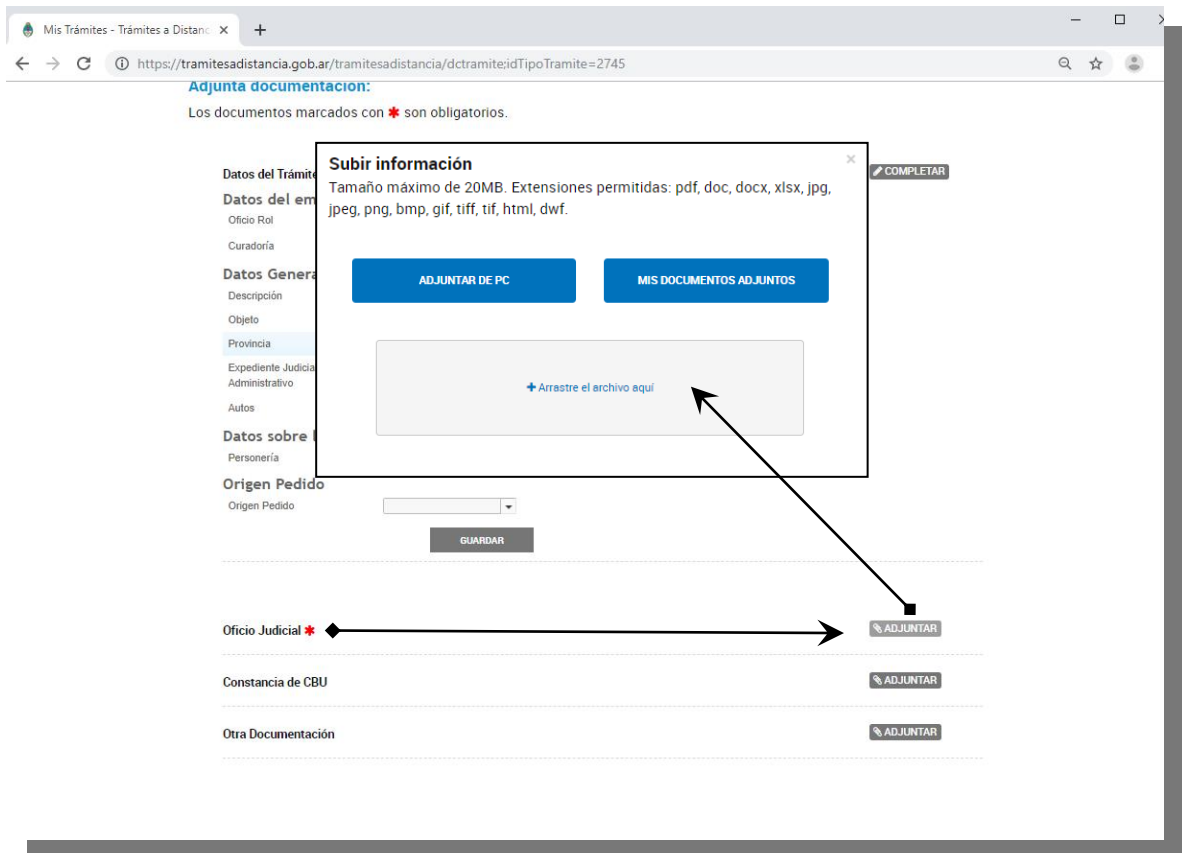 Mis Trámites - Trámites a Distanc
https://tramitesadistancia.gob.ar/tramitesadistancia/dctramite;idTipoTramite=2745
Adjunta documentación:
Los documentos marcados con * son obligatorios.
Datos del Trámite
COMPLETAR
Subir información
Tamaño máximo de 20MB. Extensiones permitidas: pdf, doc, docx, xlsx, jpg,
jpeg, png, bmp, gif, tiff, tif, html, dwf.
ADJUNTAR DE PC
MIS DOCUMENTOS ADJUNTOS
Arrastre el archivo aquí
Datos del em
Oficio Rol
Curadoría
Datos Genera
Descripción
Objeto
Provincia
Expediente Judicia
Administrativo
Autos
Datos sobre l
Personería
Origen Pedido
Origen Pedido
GUARDAR
Oficio Judicial *
ADJUNTAR
Constancia de CBU
ADJUNTAR
Otra Documentación
ADJUNTAR